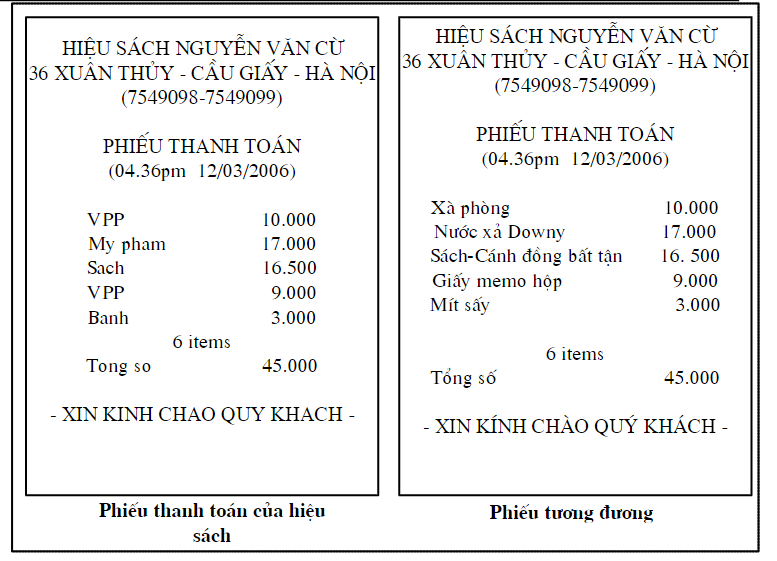 HIỆU SÁCH NGUYỄN VĂN CỪ
36 XUÂN THỦY - CẦU GIẤY - HÀ NỘI
(7549098-7549099)
PHIẾU THANH TOÁN
(04.36pm 12/03/2006)
VPP 10.000
My pham 17.000
Sach 16.500
VPP 9.000
Banh 3.000
6 items
Tong so 45.000
- XIN KINH CHAO QUY KHACH -
Phiếu thanh toán của hiệu
sách
HIỆU SÁCH NGUYỄN VĂN CỪ
36 XUÂN THỦY - CẦU GIẤY - HÀ NỘI
(7549098-7549099)
PHIẾU THANH TOÁN
(04.36pm 12/03/2006)
Xà phòng 10.000
Nước xả Downy 17.000
Sách-Cánh đồng bất tận 16. 500
Giấy memo hộp 9.000
Mít sấy 3.000
6 items
Tổng số 45.000
- XIN KÍNH CHÀO QUÝ KHÁCH -
Phiếu tương đương